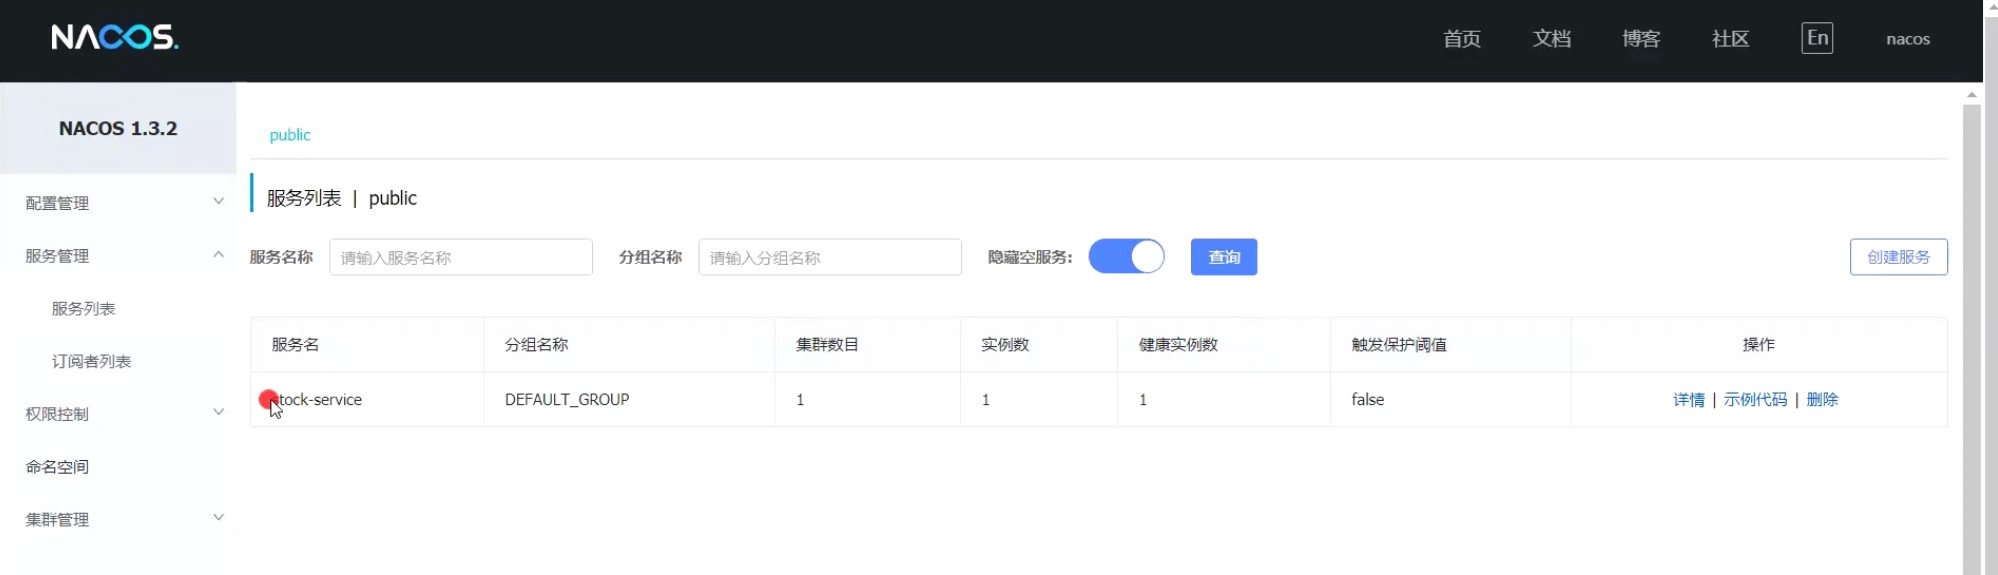 NACOS.
首页 文档 博客 社区 En nacos
NACOS 1.3.2
配置管理
服务管理
服务列表
订阅者列表
权限控制
命名空间
集群管理
public
服务列表 | public
服务名称 请输入服务名称 分组名称 请输入分组名称 隐藏空服务: 查询 创建服务
服务名 分组名称 集群数目 实例数 健康实例数 触发保护阈值 操作
stock-service DEFAULT_GROUP 1 1 1 false 详情 | 示例代码 | 删除